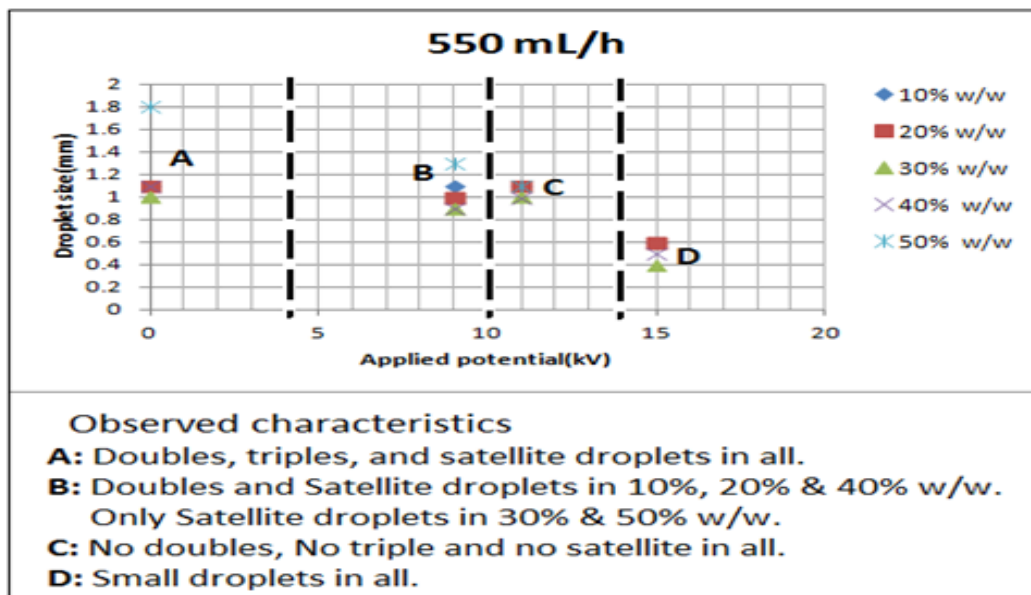 550 mL/h
2
1.8
1.6
1.4
1.2
1
0.8
0.6
0.4
0.2
0
Droplet size(mm)
A
B
C
D
0 5 10 15 20
Applied potential(kV)
10% w/w
20% w/w
30% w/w
40% w/w
50% w/w
Observed characteristics
A: Doubles, triples, and satellite droplets in all.
B: Doubles and Satellite droplets in 10%, 20% & 40% w/w.
Only Satellite droplets in 30% & 50% w/w.
C: No doubles, No triple and no satellite in all.
D: Small droplets in all.